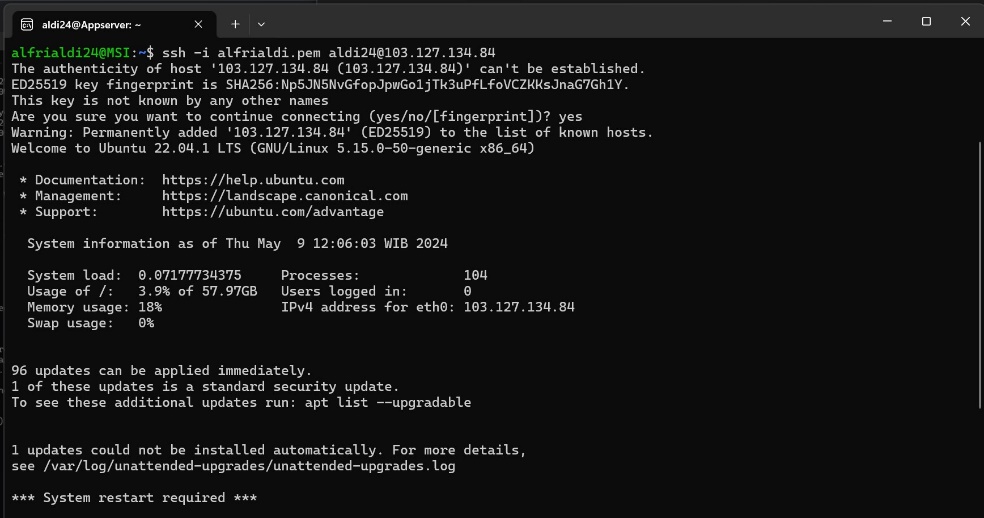 aldi24@Appserver: ~
alfrialdi24@MSI:~$ ssh -i alfrialdi.pem aldi24@103.127.134.84
The authenticity of host '103.127.134.84 (103.127.134.84)' can't be established.
ED25519 key fingerprint is SHA256:Np5JN5NvGfopJpwGo1jTk3uPfLfoVCZKKsJnaG7Gh1Y.
This key is not known by any other names
Are you sure you want to continue connecting (yes/no/[fingerprint])? yes
Warning: Permanently added '103.127.134.84' (ED25519) to the list of known hosts.
Welcome to Ubuntu 22.04.1 LTS (GNU/Linux 5.15.0-50-generic x86_64)
* Documentation: https://help.ubuntu.com
* Management: https://landscape.canonical.com
* Support: https://ubuntu.com/advantage
System information as of Thu May 9 12:06:03 WIB 2024
System load: 0.07177734375 Processes: 104
Usage of /: 3.9% of 57.97GB Users logged in: 0
Memory usage: 18% IPv4 address for eth0: 103.127.134.84
Swap usage: 0%
96 updates can be applied immediately.
1 of these updates is a standard security update.
To see these additional updates run: apt list --upgradable
1 updates could not be installed automatically. For more details,
see /var/log/unattended-upgrades/unattended-upgrades.log
*** System restart required ***